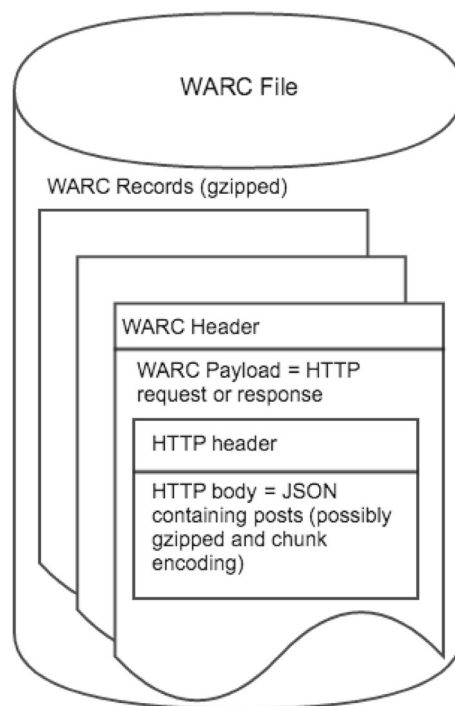 WARC File
WARC Records (gzipped)
WARC Header
WARC Payload = HTTP
request or response
HTTP header
HTTP body = JSON
containing posts (possibly
gzipped and chunk
encoding)